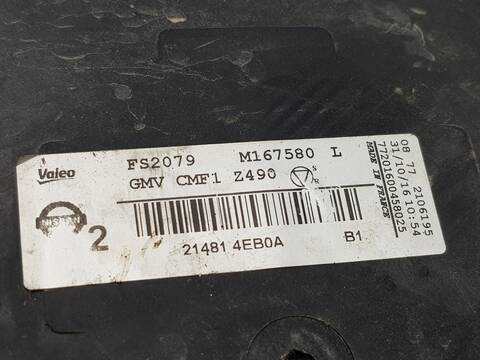 Valeo
FS2079 M167580 L
GMV CMF1 Z490
2
21481 4EB0A B1
08 77 2106195
31/10/16 10:54
77201600458025
MADE IN FRANCE